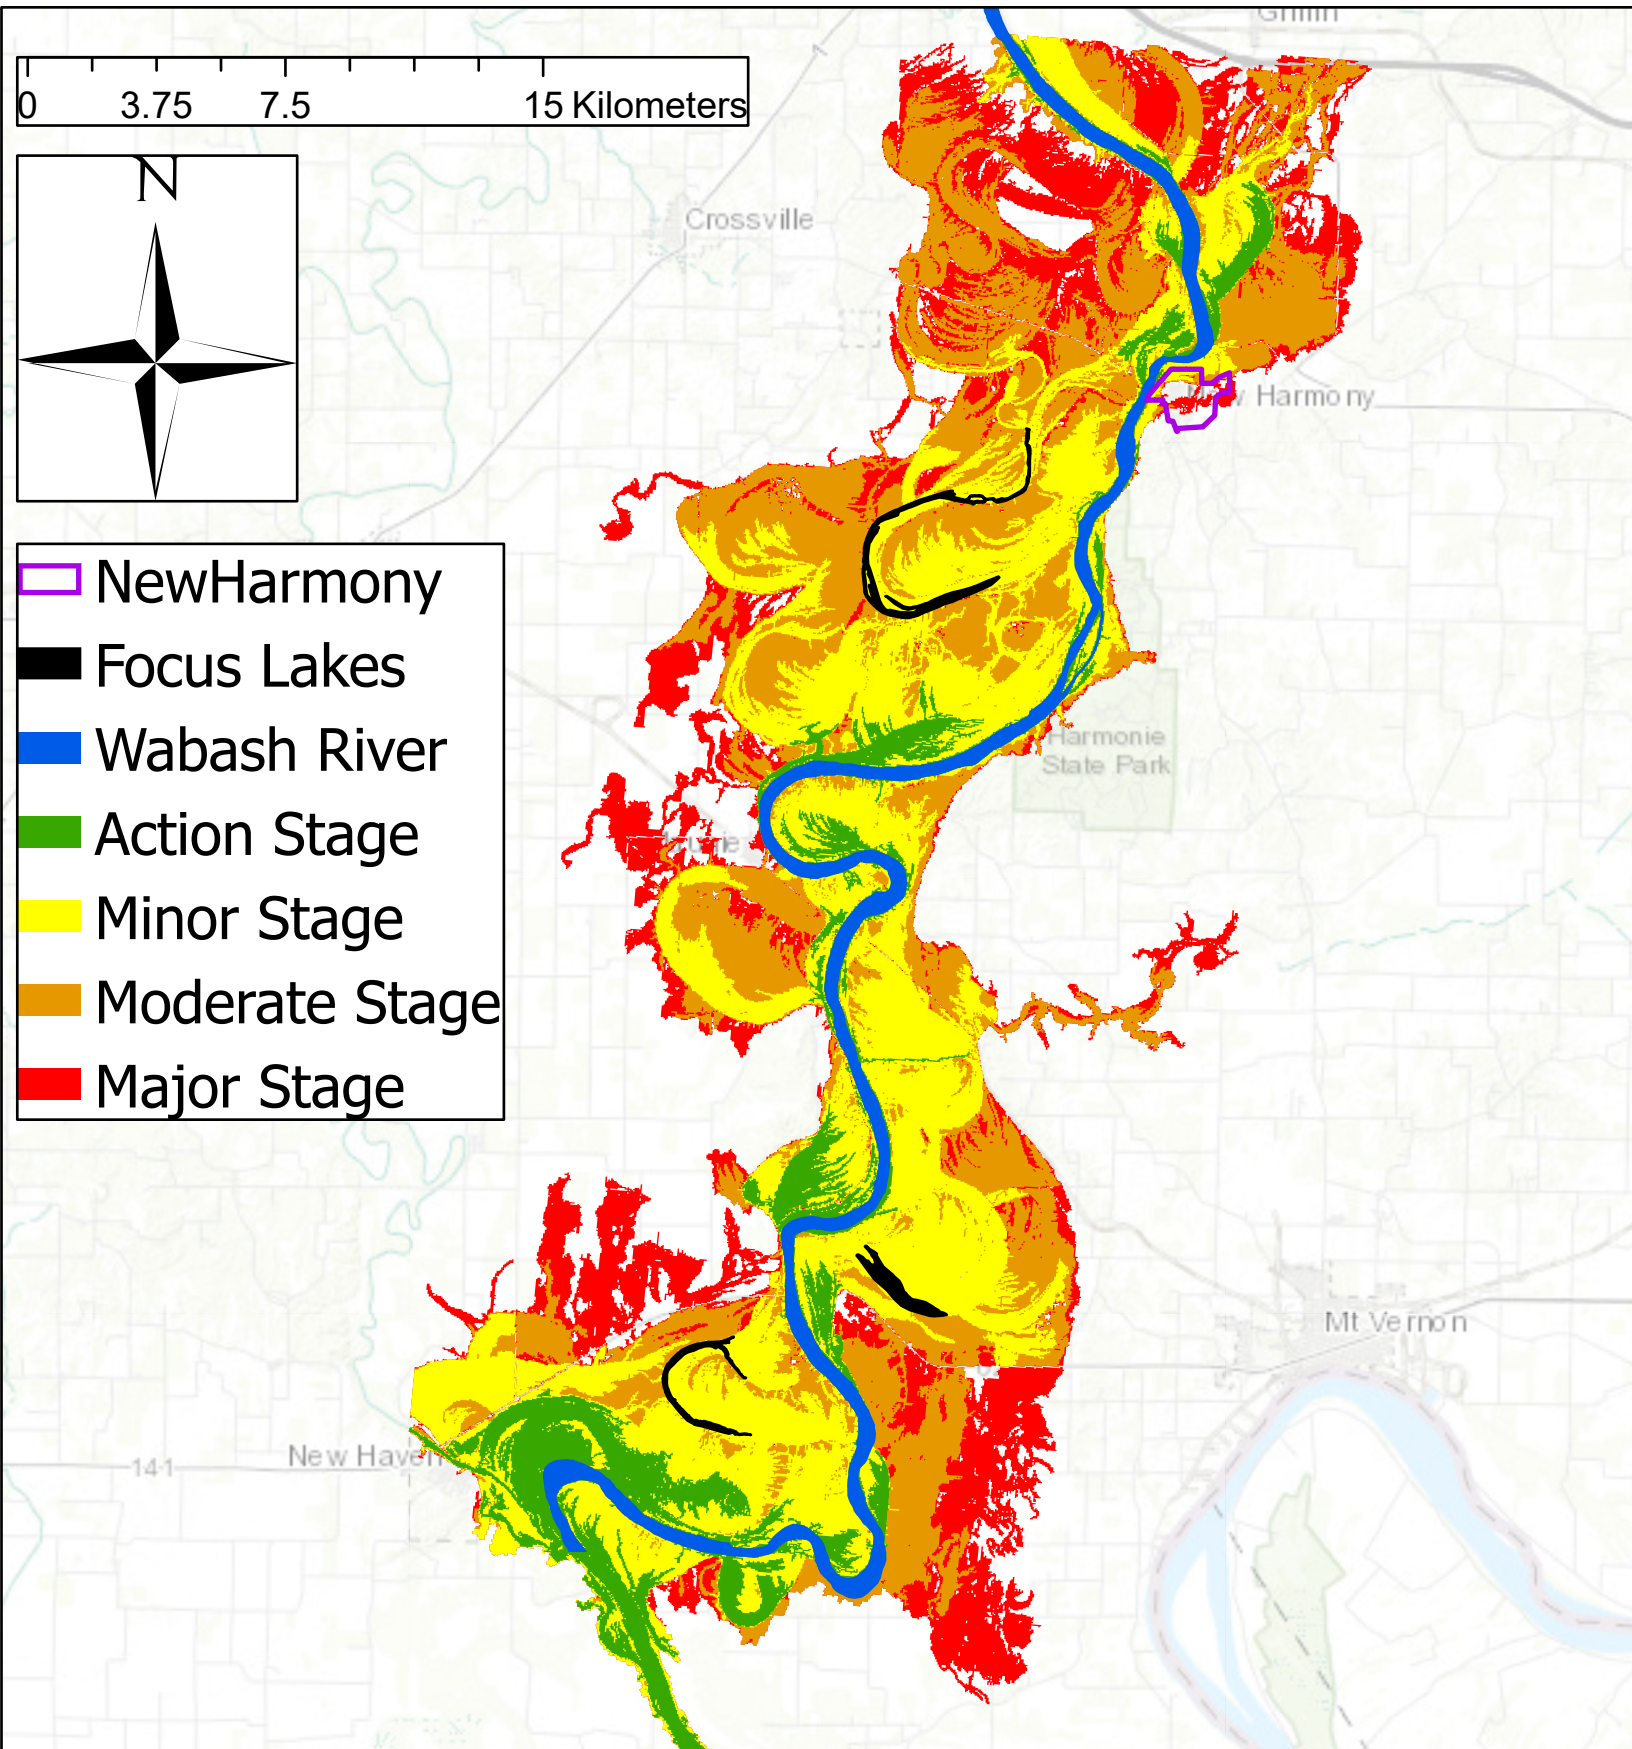 Griffin
0 3.75 7.5 15 Kilometers
N
Crossville
Harmony
NewHarmony
Focus Lakes
Wabash River
Action Stage
Minor Stage
Moderate Stage
Major Stage
Harmonie
State Park
Mt Vernon
New Haven
141